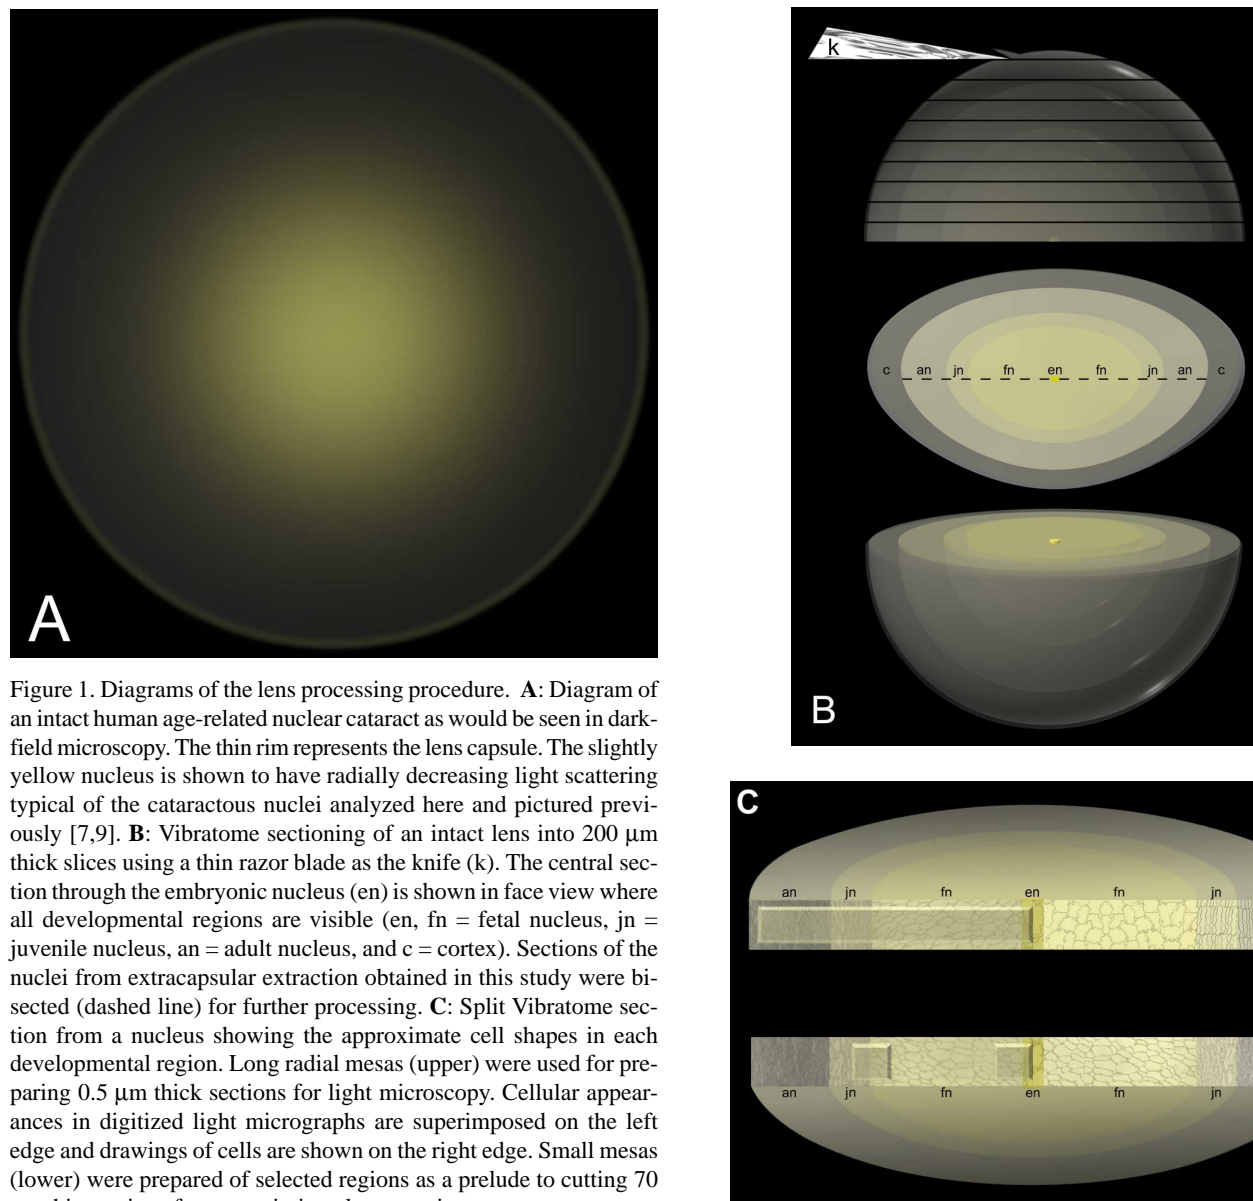 A
Figure 1. Diagrams of the lens processing procedure. A: Diagram of
an intact human age-related nuclear cataract as would be seen in dark-
field microscopy. The thin rim represents the lens capsule. The slightly
yellow nucleus is shown to have radially decreasing light scattering
typical of the cataractous nuclei analyzed here and pictured previ-
ously [7,9]. B: Vibratome sectioning of an intact lens into 200 μm
thick slices using a thin razor blade as the knife (k). The central sec-
tion through the embryonic nucleus (en) is shown in face view where
all developmental regions are visible (en, fn = fetal nucleus, jn =
juvenile nucleus, an = adult nucleus, and c = cortex). Sections of the
nuclei from extracapsular extraction obtained in this study were bi-
sected (dashed line) for further processing. C: Split Vibratome sec-
tion from a nucleus showing the approximate cell shapes in each
developmental region. Long radial mesas (upper) were used for pre-
paring 0.5 μm thick sections for light microscopy. Cellular appear-
ances in digitized light micrographs are superimposed on the left
edge and drawings of cells are shown on the right edge. Small mesas
(lower) were prepared of selected regions as a prelude to cutting 70
k
c an jn fn en fn jn an c
B
C
an jn fn en fn jn
an jn fn en fn jn